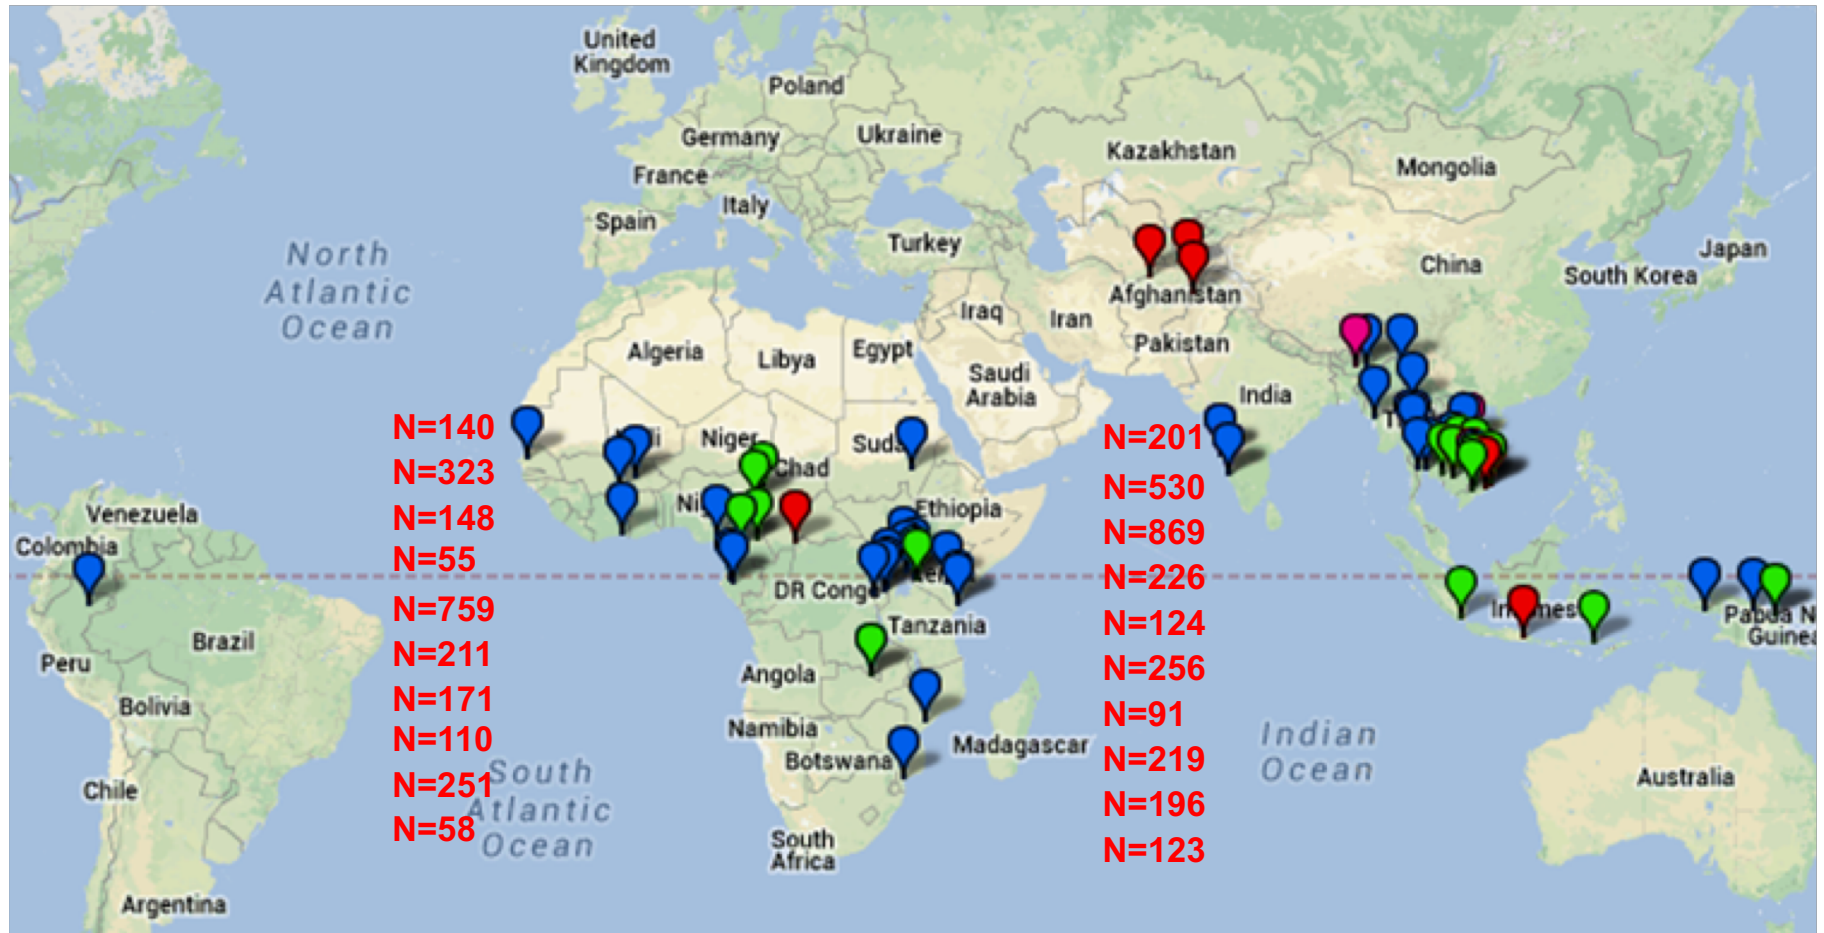 United
Kingdom
Poland
Germany
Ukraine
Kazakhstan
Mongolia
France
Italy
Spain
Turkey
Japan
China
South Korea
North
Atlantic
Ocean
Afghanistan
Iraq
Iran
Pakistan
Algeria
Libya
Egypt
Saudi
Arabia
India
N=140
N=323
N=148
N=55
N=759
N=211
N=171
N=110
N=251
N=58
Niger
Chad
Ethiopia
Venezuela
Colombia
DR Congo
Tanzania
Brazil
Peru
Angola
Bolivia
Namibia
Botswana
Madagascar
Chile
South
Atlantic
Ocean
South
Africa
Argentina
N=201
N=530
N=869
N=226
N=124
N=256
N=91
N=219
N=196
N=123
Indian
Ocean
Papua N
Guinea
Australia